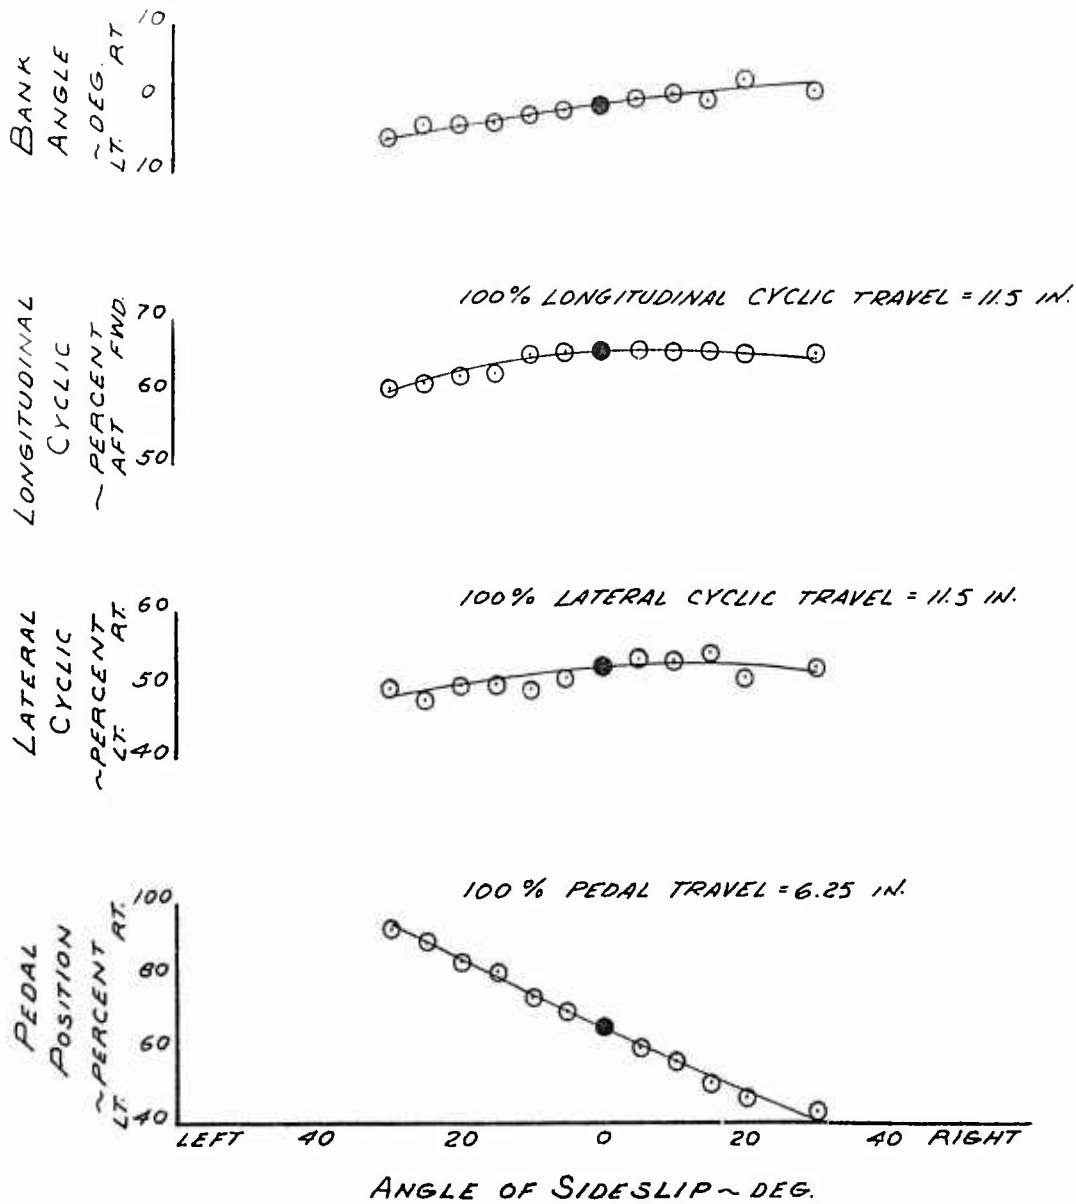 BANK
ANGLE
~DEG.
LT. RT
10
0
10
100% LONGITUDINAL CYCLIC TRAVEL = 11.5 IN.
LONGITUDINAL
CYCLIC
~ PERCENT
AFT FWD.
70
60
50
100% LATERAL CYCLIC TRAVEL = 11.5 IN.
LATERAL
CYCLIC
~PERCENT
LT. RT.
60
50
40
100 % PEDAL TRAVEL = 6.25 IN.
PEDAL
POSITION
~PERCENT
LT. RT.
100
80
60
40
LEFT 40 20 0 20 40 RIGHT
ANGLE OF SIDESLIP ~ DEG.